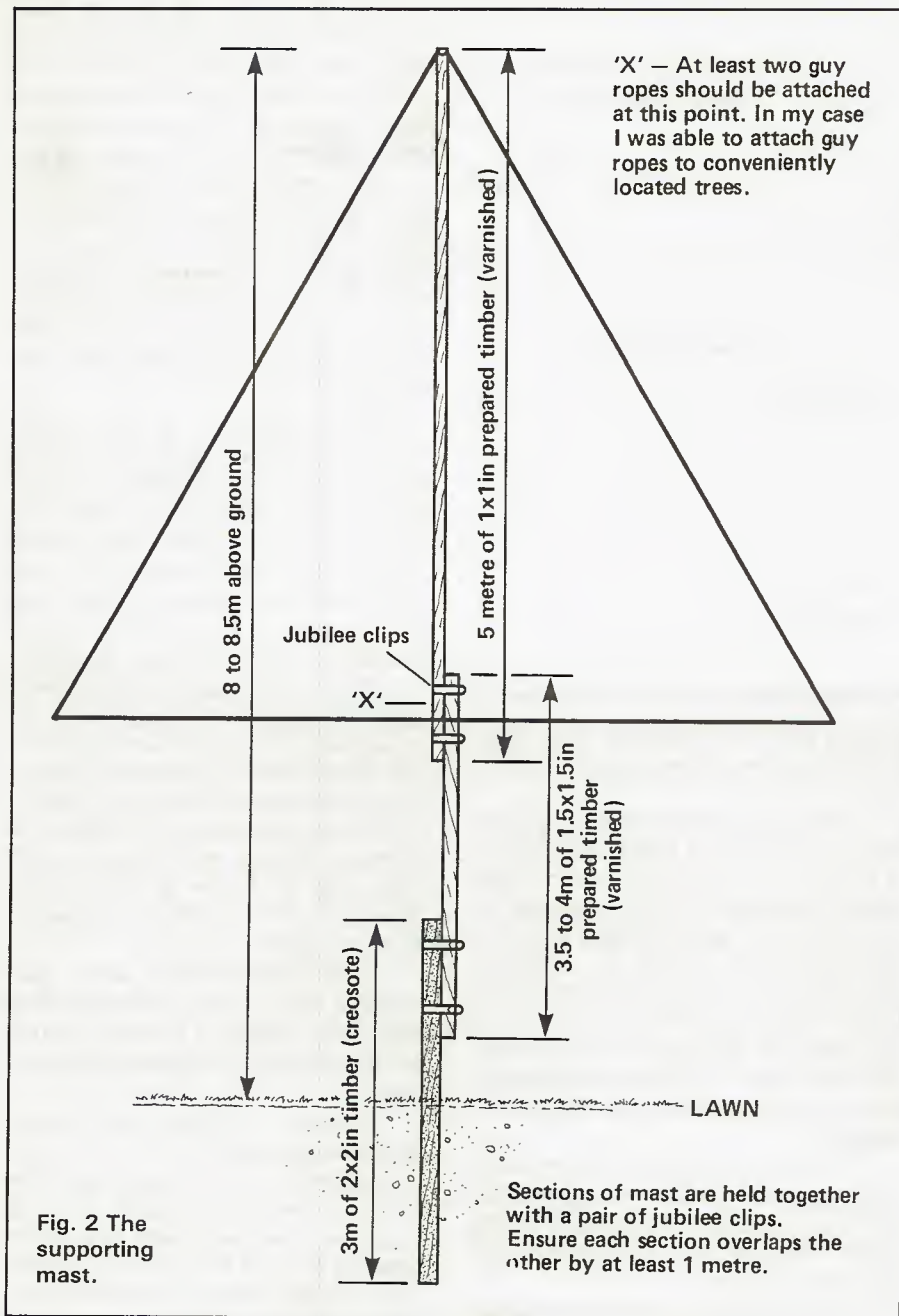 'X' — At least two guy
ropes should be attached
at this point. In my case
I was able to attach guy
ropes to conveniently
located trees.
8 to 8.5m above ground
5 metre of 1x1in prepared timber (varnished)
Jubilee clips
'X'
3.5 to 4m of 1.5x1.5in
prepared timber
(varnished)
3m of 2x2in timber (creosote)
LAWN
Sections of mast are held together
with a pair of jubilee clips.
Ensure each section overlaps the
other by at least 1 metre.
Fig. 2 The
supporting
mast.